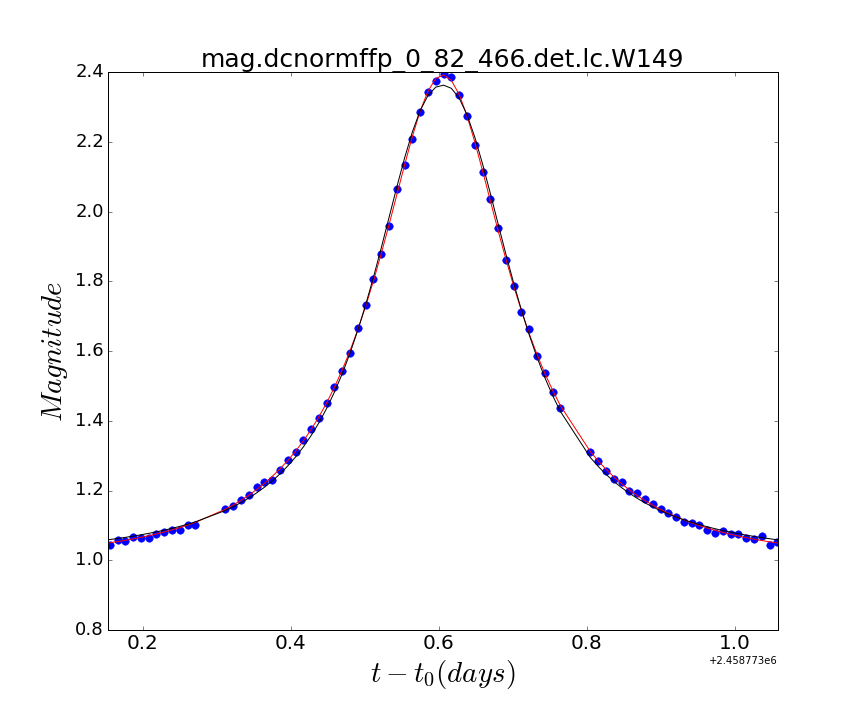 mag.dcnormffp_0_82_466.det.lc.W149
2.4
2.2
2.0
1.8
1.6
1.4
1.2
1.0
0.8
Magnitude
0.2 0.4 0.6 0.8 1.0
+2.458773e6
t − t₀(days)